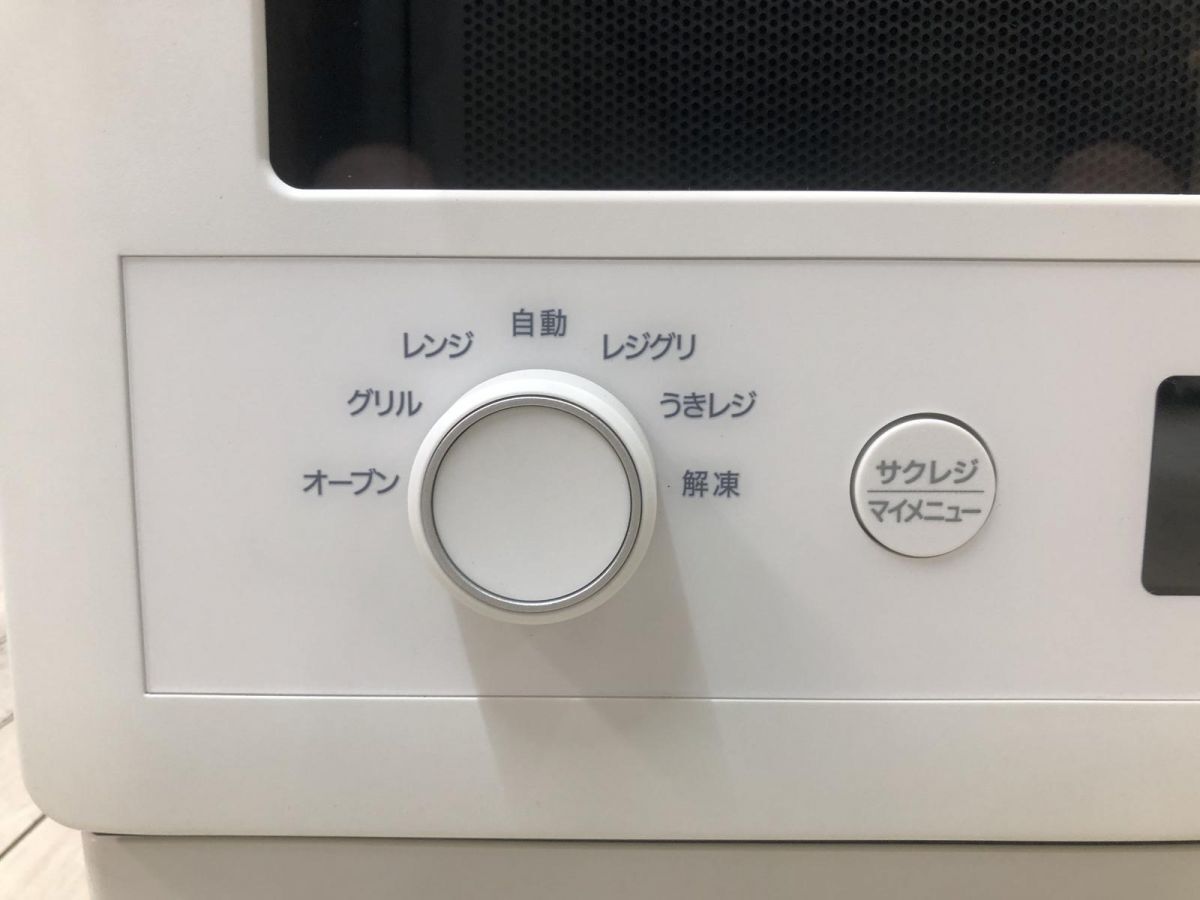 自動
レンジ
レジグリ
グリル
うきレジ
オーブン
解凍
サクレジ
マイメニュー